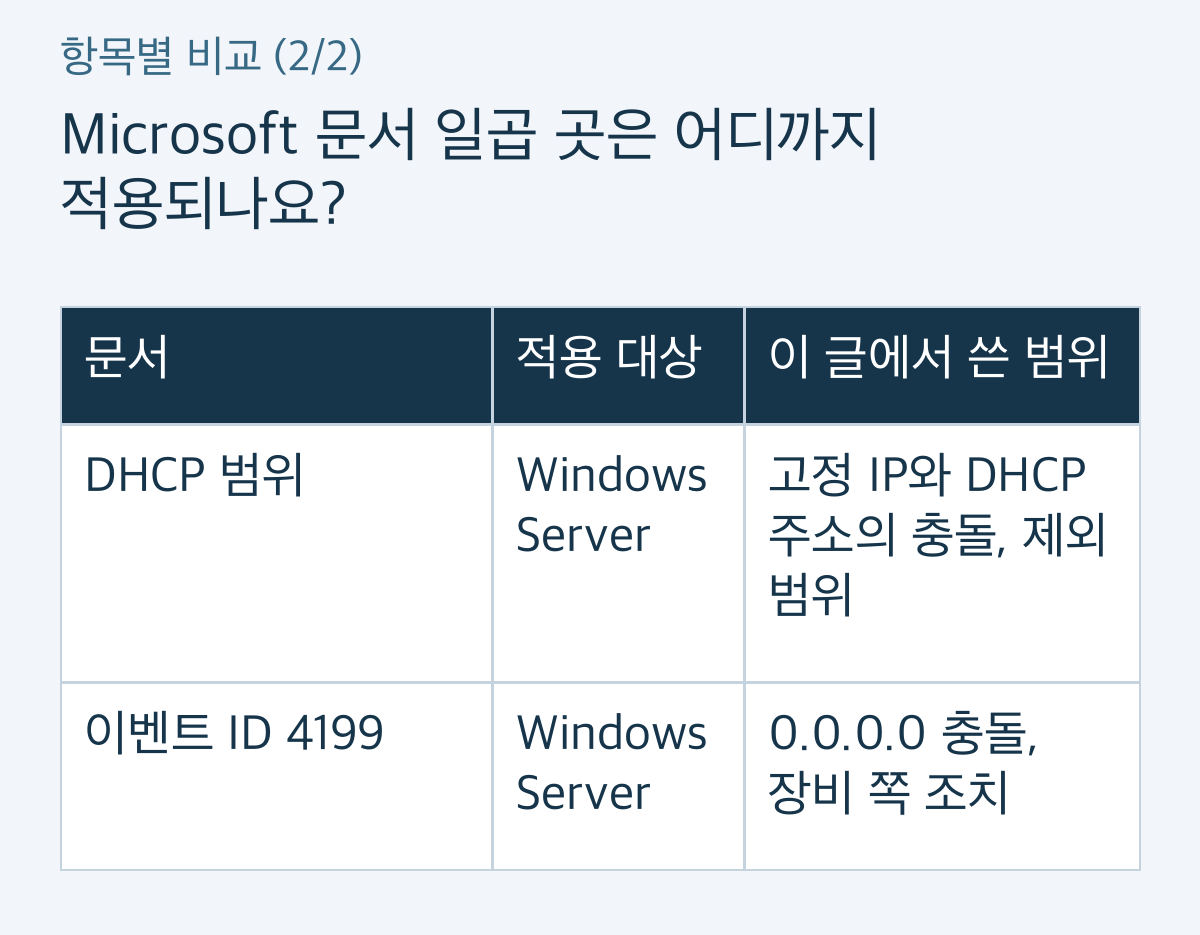 항목별 비교 (2/2)
Microsoft 문서 일곱 곳은 어디까지
적용되나요?
문서
적용 대상
이 글에서 쓴 범위
DHCP 범위
Windows
Server
고정 IP와 DHCP
주소의 충돌, 제외
범위
이벤트 ID 4199
Windows
Server
0.0.0.0 충돌,
장비 쪽 조치